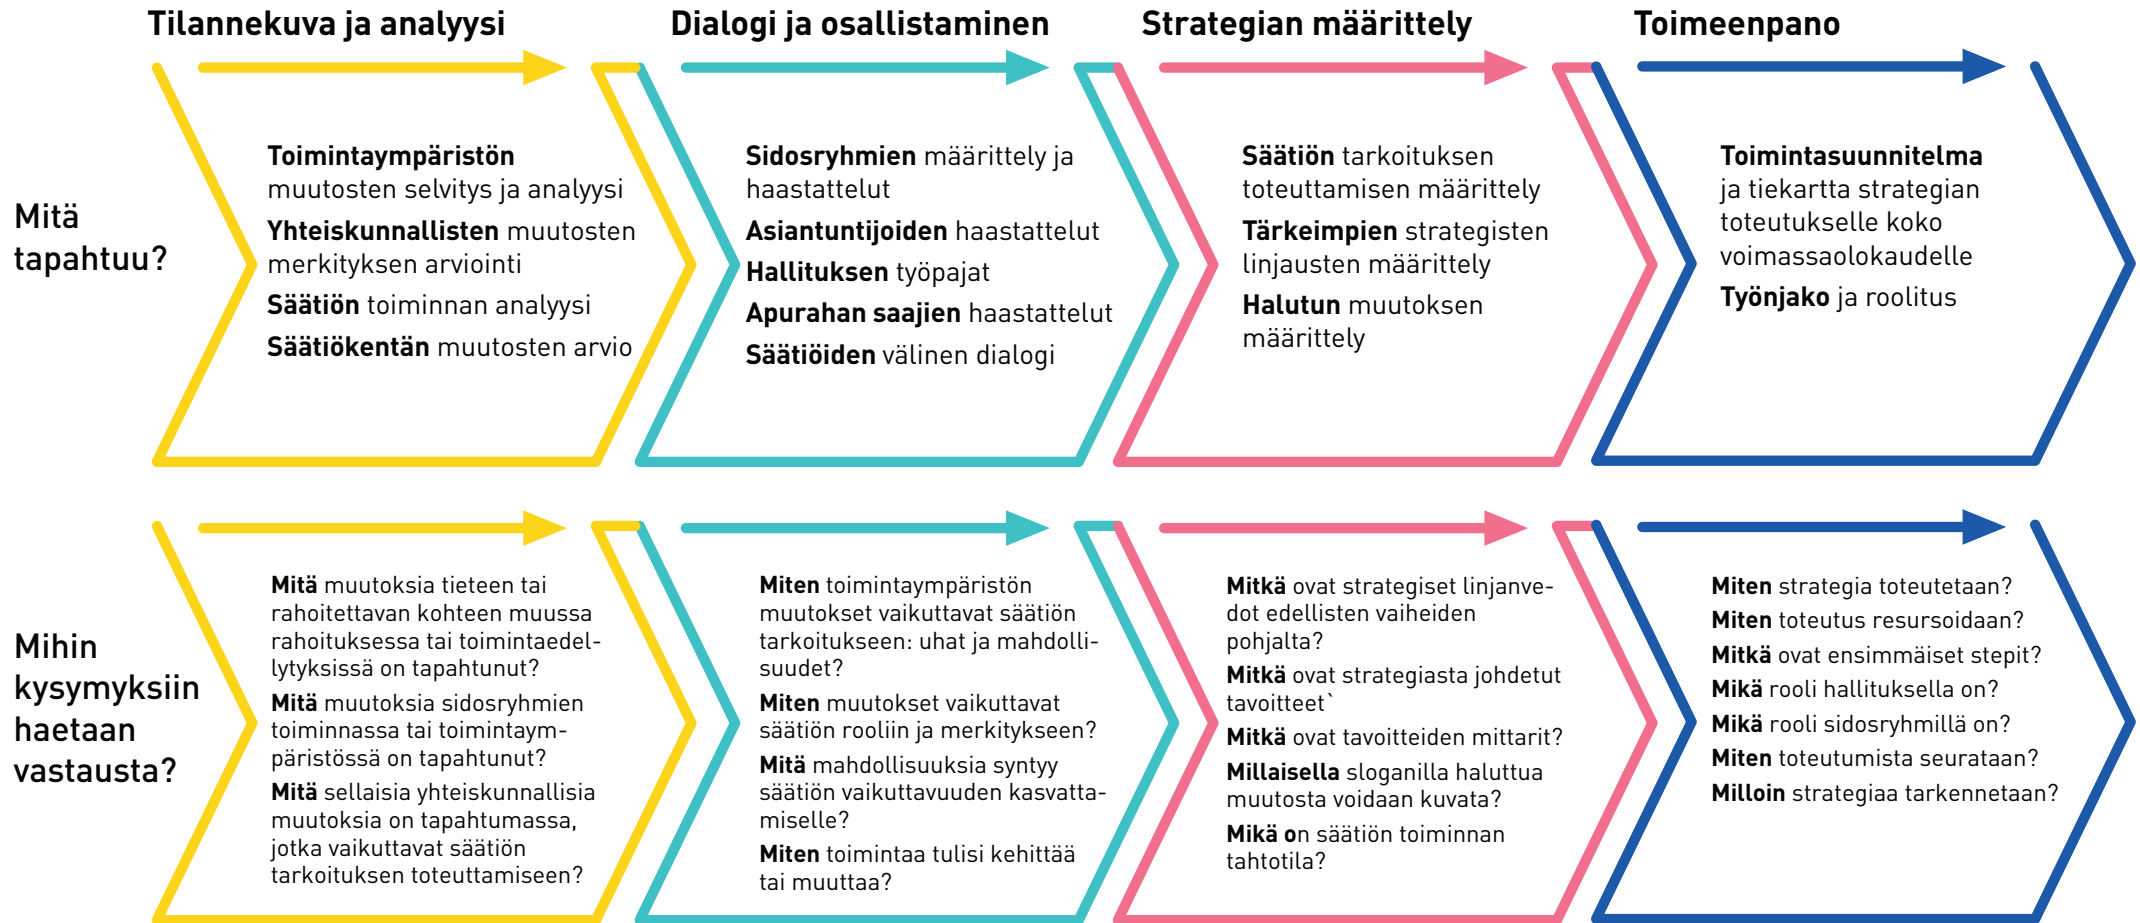 Tilannekuva ja analyysi
Dialogi ja osallistaminen
Strategian määrittely
Toimeenpano
Mitä
tapahtuu?
Toimintaympäristön
muutosten selvitys ja analyysi
Yhteiskunnallisten muutosten
merkityksen arviointi
Säätiön toiminnan analyysi
Säätiökentän muutosten arvio
Sidosryhmien määrittely ja
haastattelut
Asiantuntijoiden haastattelut
Hallituksen työpajat
Apurahan saajien haastattelut
Säätiöiden välinen dialogi
Säätiön tarkoituksen
toteuttamisen määrittely
Tärkeimpien strategisten
linjausten määrittely
Halutun muutoksen
määrittely
Toimintasuunnitelma
ja tiekartta strategian
toteutukselle koko
voimassaolokaudelle
Työnjako ja roolitus
Mihin
kysymyksiin
haetaan
vastausta?
Mitä muutoksia tieteen tai
rahoitettavan kohteen muussa
rahoituksessa tai toimintaedel-
lytyksissä on tapahtunut?
Mitä muutoksia sidosryhmien
toiminnassa tai toimintaym-
päristössä on tapahtunut?
Mitä sellaisia yhteiskunnallisia
muutoksia on tapahtumassa,
jotka vaikuttavat säätiön
tarkoituksen toteuttamiseen?
Miten toimintaympäristön
muutokset vaikuttavat säätiön
tarkoitukseen: uhat ja mahdolli-
suudet?
Miten muutokset vaikuttavat
säätiön rooliin ja merkitykseen?
Mitä mahdollisuuksia syntyy
säätiön vaikuttavuuden kasvatta-
miselle?
Miten toimintaa tulisi kehittää
tai muuttaa?
Mitkä ovat strategiset linjanve-
dot edellisten vaiheiden
pohjalta?
Mitkä ovat strategiasta johdetut
tavoitteet`
Mitkä ovat tavoitteiden mittarit?
Millaisella sloganilla haluttua
muutosta voidaan kuvata?
Mikä on säätiön toiminnan
tahtotila?
Miten strategia toteutetaan?
Miten toteutus resursoidaan?
Mitkä ovat ensimmäiset stepit?
Mikä rooli hallituksella on?
Mikä rooli sidosryhmillä on?
Miten toteutumista seurataan?
Milloin strategiaa tarkennetaan?